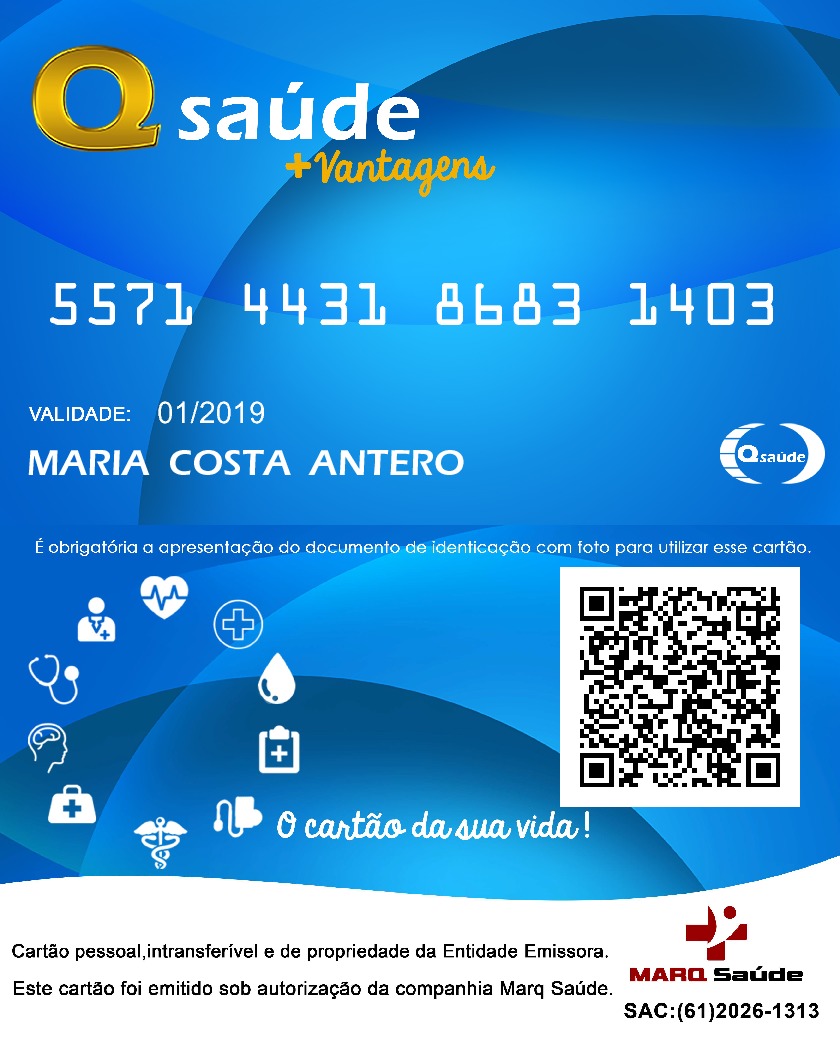 Q saúde
+Vantagens
5571 4431 8683 1403
VALIDADE: 01/2019
MARIA COSTA ANTERO
Qsaúde
É obrigatória a apresentação do documento de identicação com foto para utilizar esse cartão.
O cartão da sua vida !
Cartão pessoal,intransferível e de propriedade da Entidade Emissora.
Este cartão foi emitido sob autorização da companhia Marq Saúde.
MARQ Saúde
SAC:(61)2026-1313